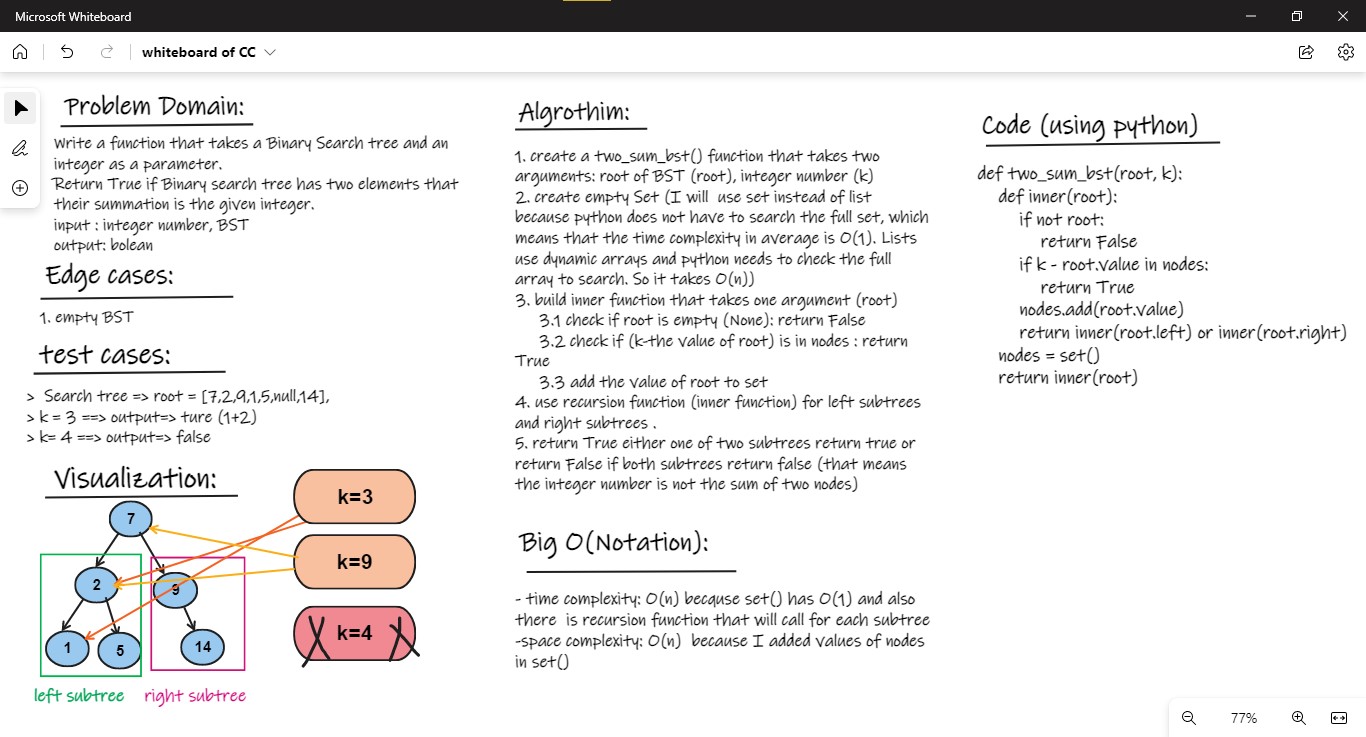 Microsoft Whiteboard
whiteboard of CC
Problem Domain:
Write a function that takes a Binary Search tree and an
integer as a parameter.
Return True if Binary search tree has two elements that
their summation is the given integer.
input : integer number, BST
output: bolean
Edge cases:
1. empty BST
test cases:
> Search tree => root = [7,2,9,1,5,null,14],
> k = 3 ==> output=> ture (1+2)
> k= 4 ==> output=> false
Visualization:
k=3
7
k=9
2
9
k=4
1
5
14
left subtree
right subtree
Algrothim:
1. create a two_sum_bst() function that takes two
arguments: root of BST (root), integer number (k)
2. create empty Set (I will use set instead of list
because python does not have to search the full set, which
means that the time complexity in average is O(1). Lists
use dynamic arrays and python needs to check the full
array to search. So it takes O(n))
3. build inner function that takes one argument (root)
3.1 check if root is empty (None): return False
3.2 check if (k-the value of root) is in nodes : return
True
3.3 add the value of root to set
4. use recursion function (inner function) for left subtrees
and right subtrees .
5. return True either one of two subtrees return true or
return False if both subtrees return false (that means
the integer number is not the sum of two nodes)
Big O(Notation):
- time complexity: O(n) becquse set() has O(1) and also
there is recursion function that will call for each subtree
-space complexity: O(n) because I added values of nodes
in set()
Code (using python)
def two_sum_bst(root, k):
def inner(root):
if not root:
return False
if k - root.value in nodes:
return True
nodes.add(root.value)
return inner(root.left) or inner(root.right)
nodes = set()
return inner(root)
77%